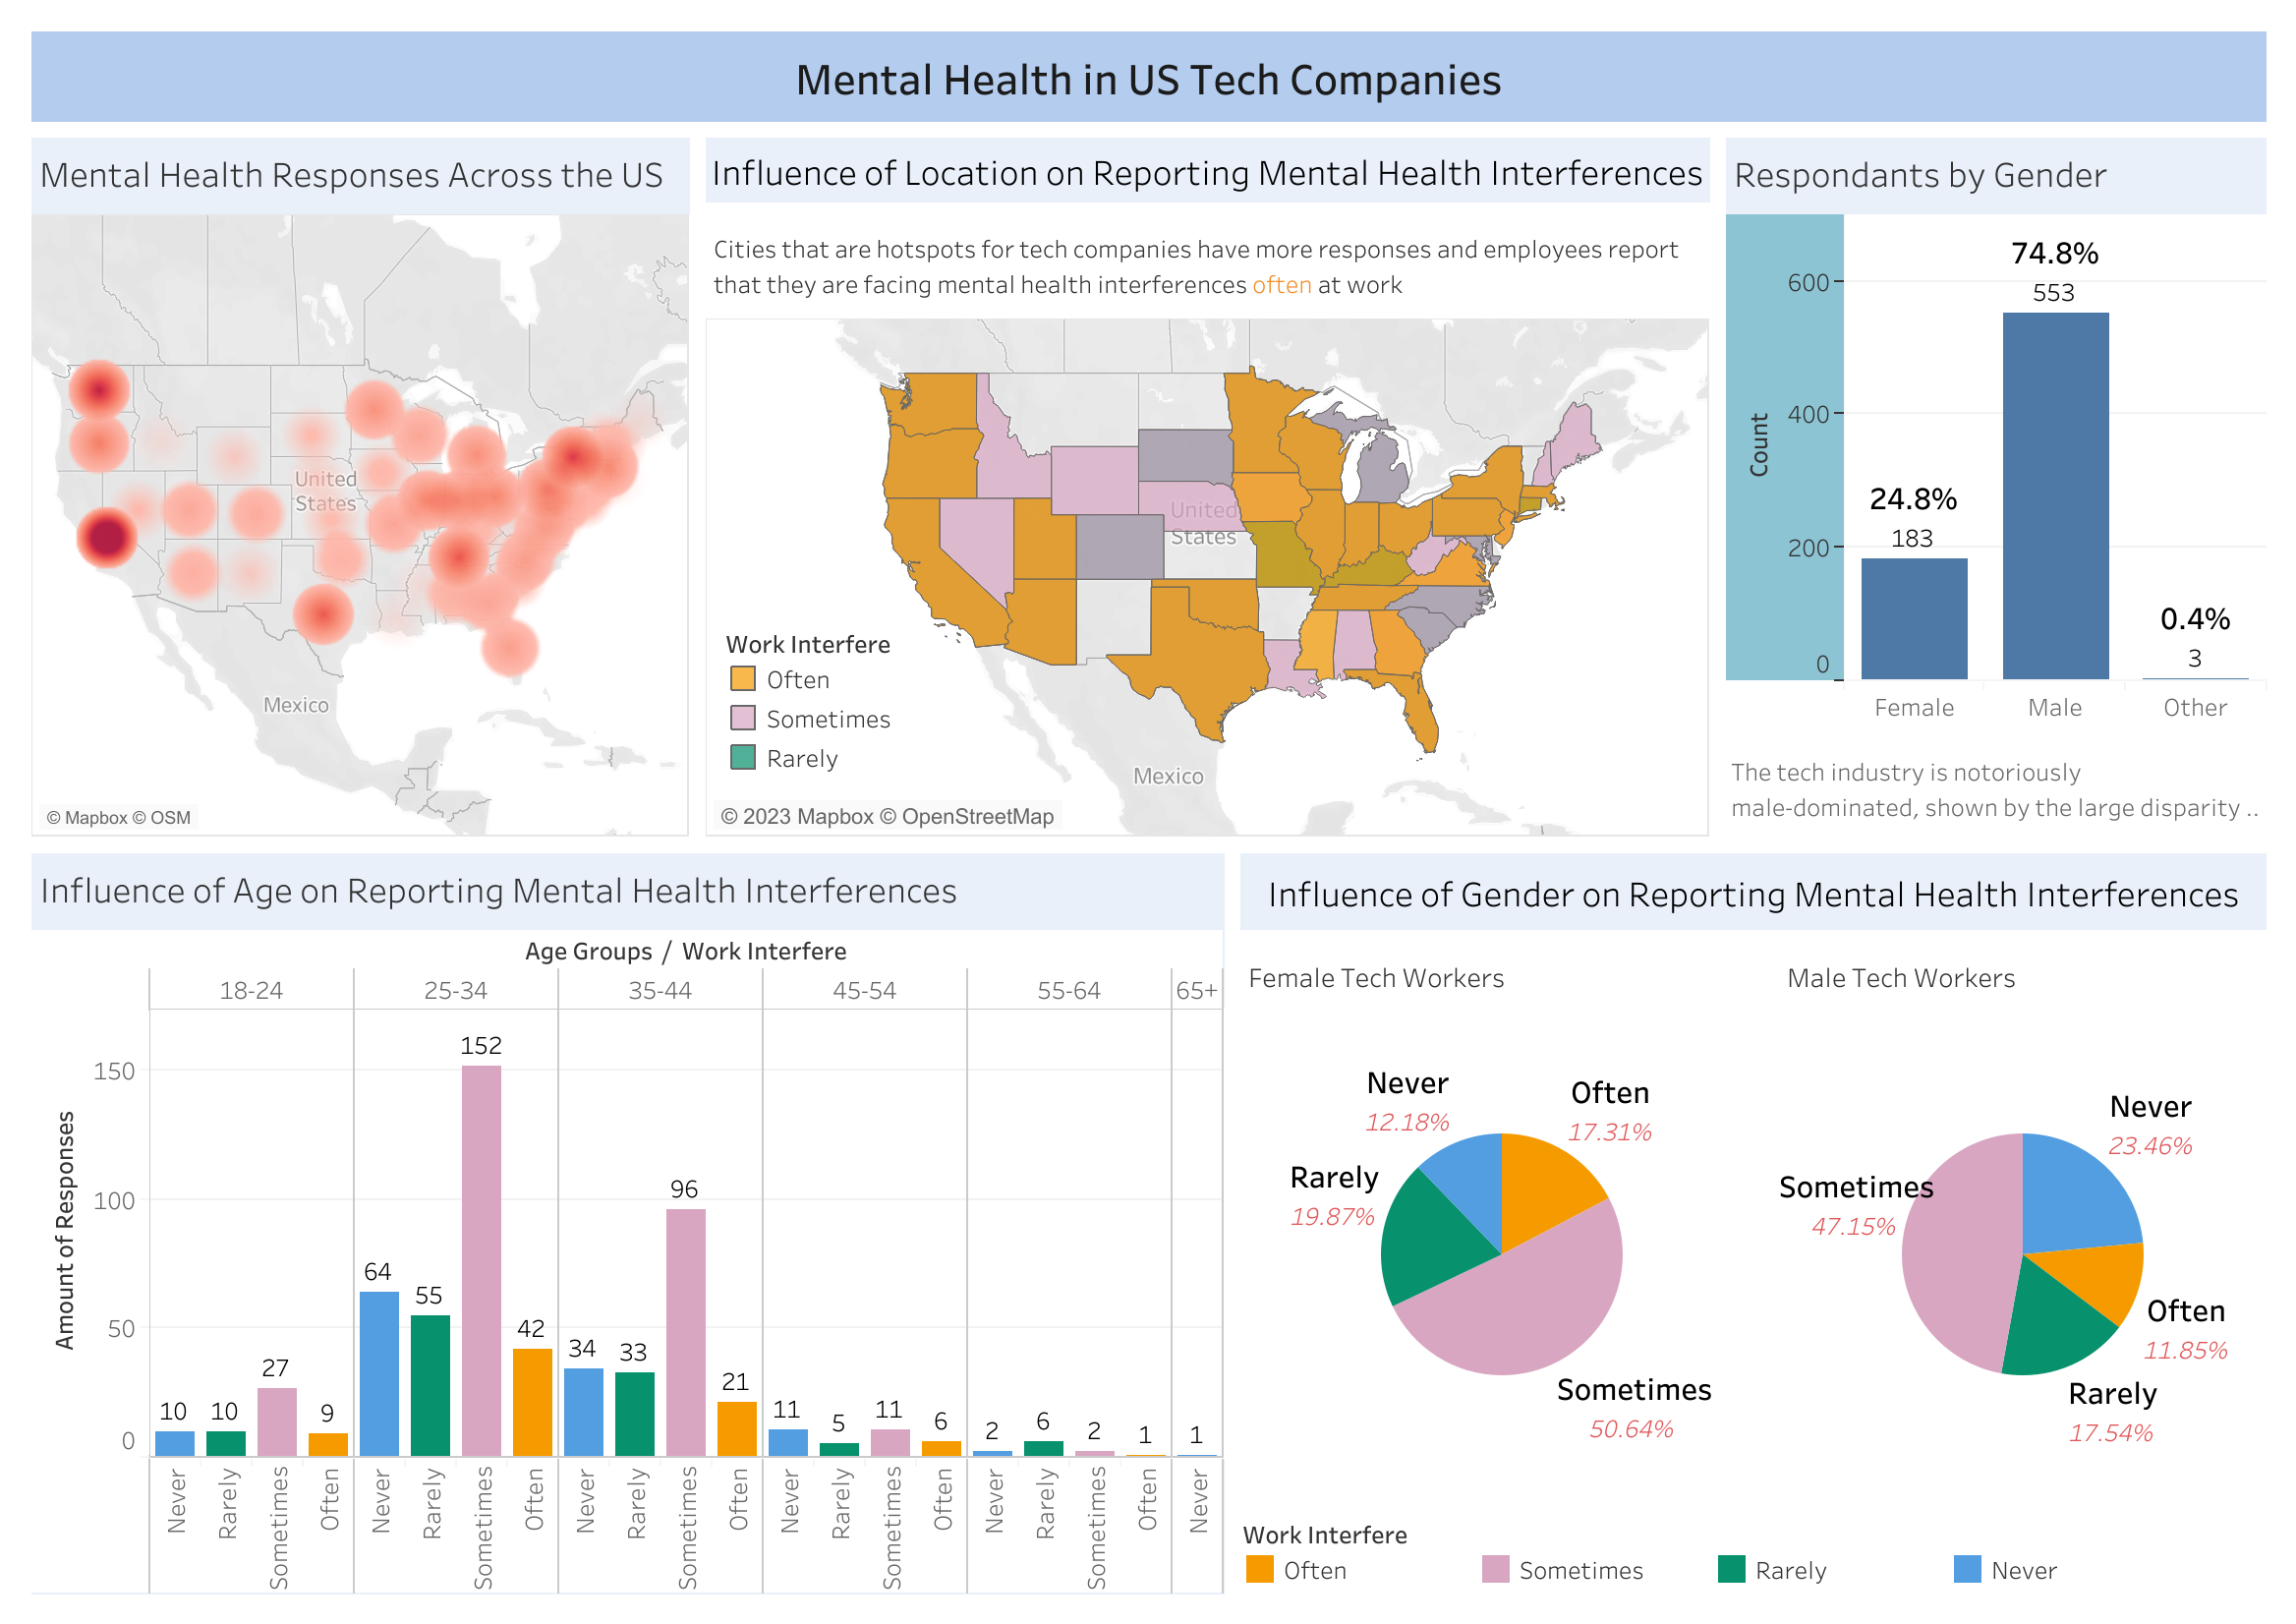 Mental Health in US Tech Companies
Mental Health Responses Across the US
United
States
Mexico
© Mapbox © OSM
Influence of Location on Reporting Mental Health Interferences
Cities that are hotspots for tech companies have more responses and employees report
that they are facing mental health interferences often at work
United
States
Mexico
Work Interfere
Often
Sometimes
Rarely
© 2023 Mapbox © OpenStreetMap
Respondants by Gender
Count
600
400
200
0
24.8%
183
74.8%
553
0.4%
3
Female
Male
Other
The tech industry is notoriously
male-dominated, shown by the large disparity ..
Influence of Age on Reporting Mental Health Interferences
Age Groups / Work Interfere
18-24
25-34
35-44
45-54
55-64
65+
Amount of Responses
150
100
50
0
10
10
27
9
64
55
152
42
34
33
96
21
11
5
11
6
2
6
2
1
1
Never
Rarely
Sometimes
Often
Never
Rarely
Sometimes
Often
Never
Rarely
Sometimes
Often
Never
Rarely
Sometimes
Often
Never
Rarely
Sometimes
Often
Never
Influence of Gender on Reporting Mental Health Interferences
Female Tech Workers
Never
12.18%
Often
17.31%
Rarely
19.87%
Sometimes
50.64%
Male Tech Workers
Never
23.46%
Sometimes
47.15%
Often
11.85%
Rarely
17.54%
Work Interfere
Often
Sometimes
Rarely
Never